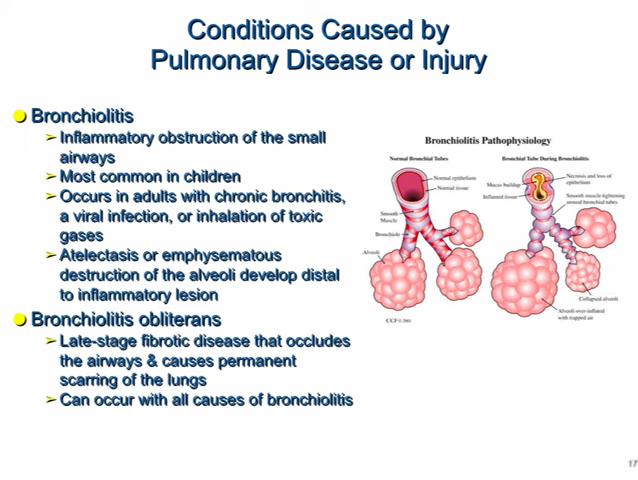 Conditions Caused by
Pulmonary Disease or Injury
Bronchiolitis
➢ Inflammatory obstruction of the small
airways
➢ Most common in children
➢ Occurs in adults with chronic bronchitis,
a viral infection, or inhalation of toxic
gases
➢ Atelectasis or emphysematous
destruction of the alveoli develop distal
to inflammatory lesion
Bronchiolitis obliterans
➢ Late-stage fibrotic disease that occludes
the airways & causes permanent
scarring of the lungs
➢ Can occur with all causes of bronchiolitis
Bronchiolitis Pathophysiology
Normal Bronchial Tubes
Normal epithelium
Normal tissue
Smooth
Muscle
Bronchiole
Alveoli
CCF © 2003
Bronchial Tube During Bronchiolitis
Mucus buildup
Inflamed tissue
Necrosis and loss of
epithelium
Smooth muscle tightening
around bronchial tubes
Collapsed alveoli
Alveoli over-inflated
with trapped air
17